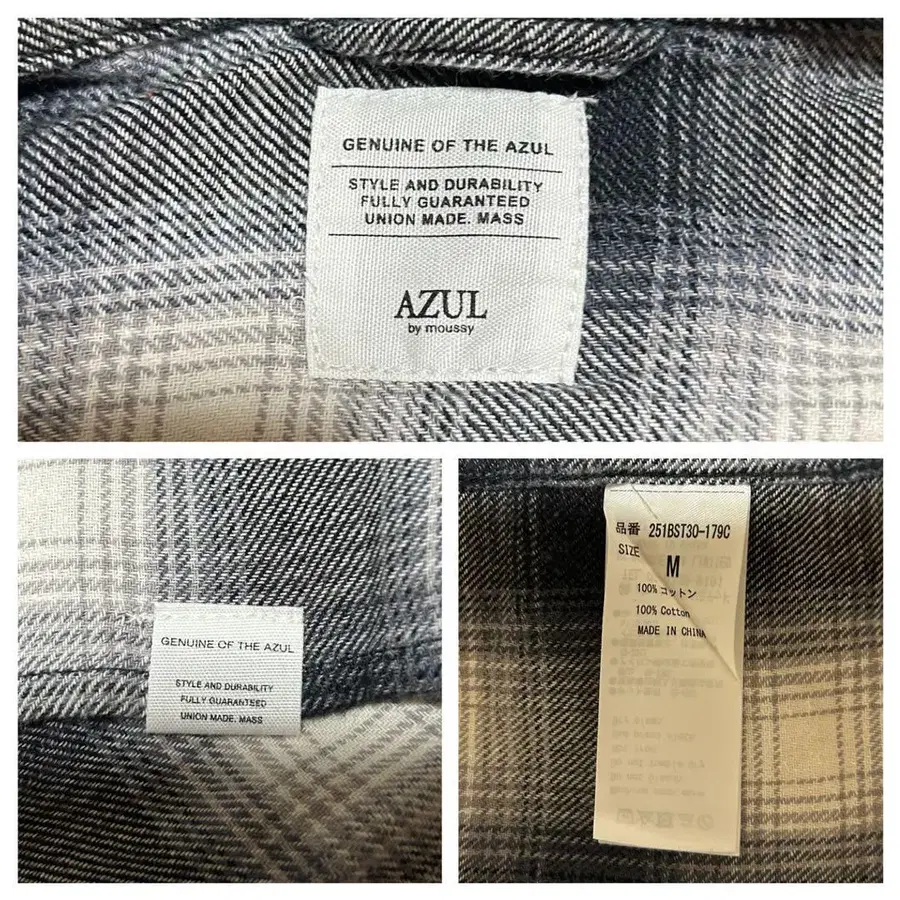 GENUINE OF THE AZUL
STYLE AND DURABILITY
FULLY GUARANTEED
UNION MADE. MASS
AZUL
by moussy
GENUINE OF THE AZUL
STYLE AND DURABILITY
FULLY GUARANTEED
UNION MADE. MASS
品番 251BST30-179C
SIZE
M
100% コットン
100% Cotton
MADE IN CHINA